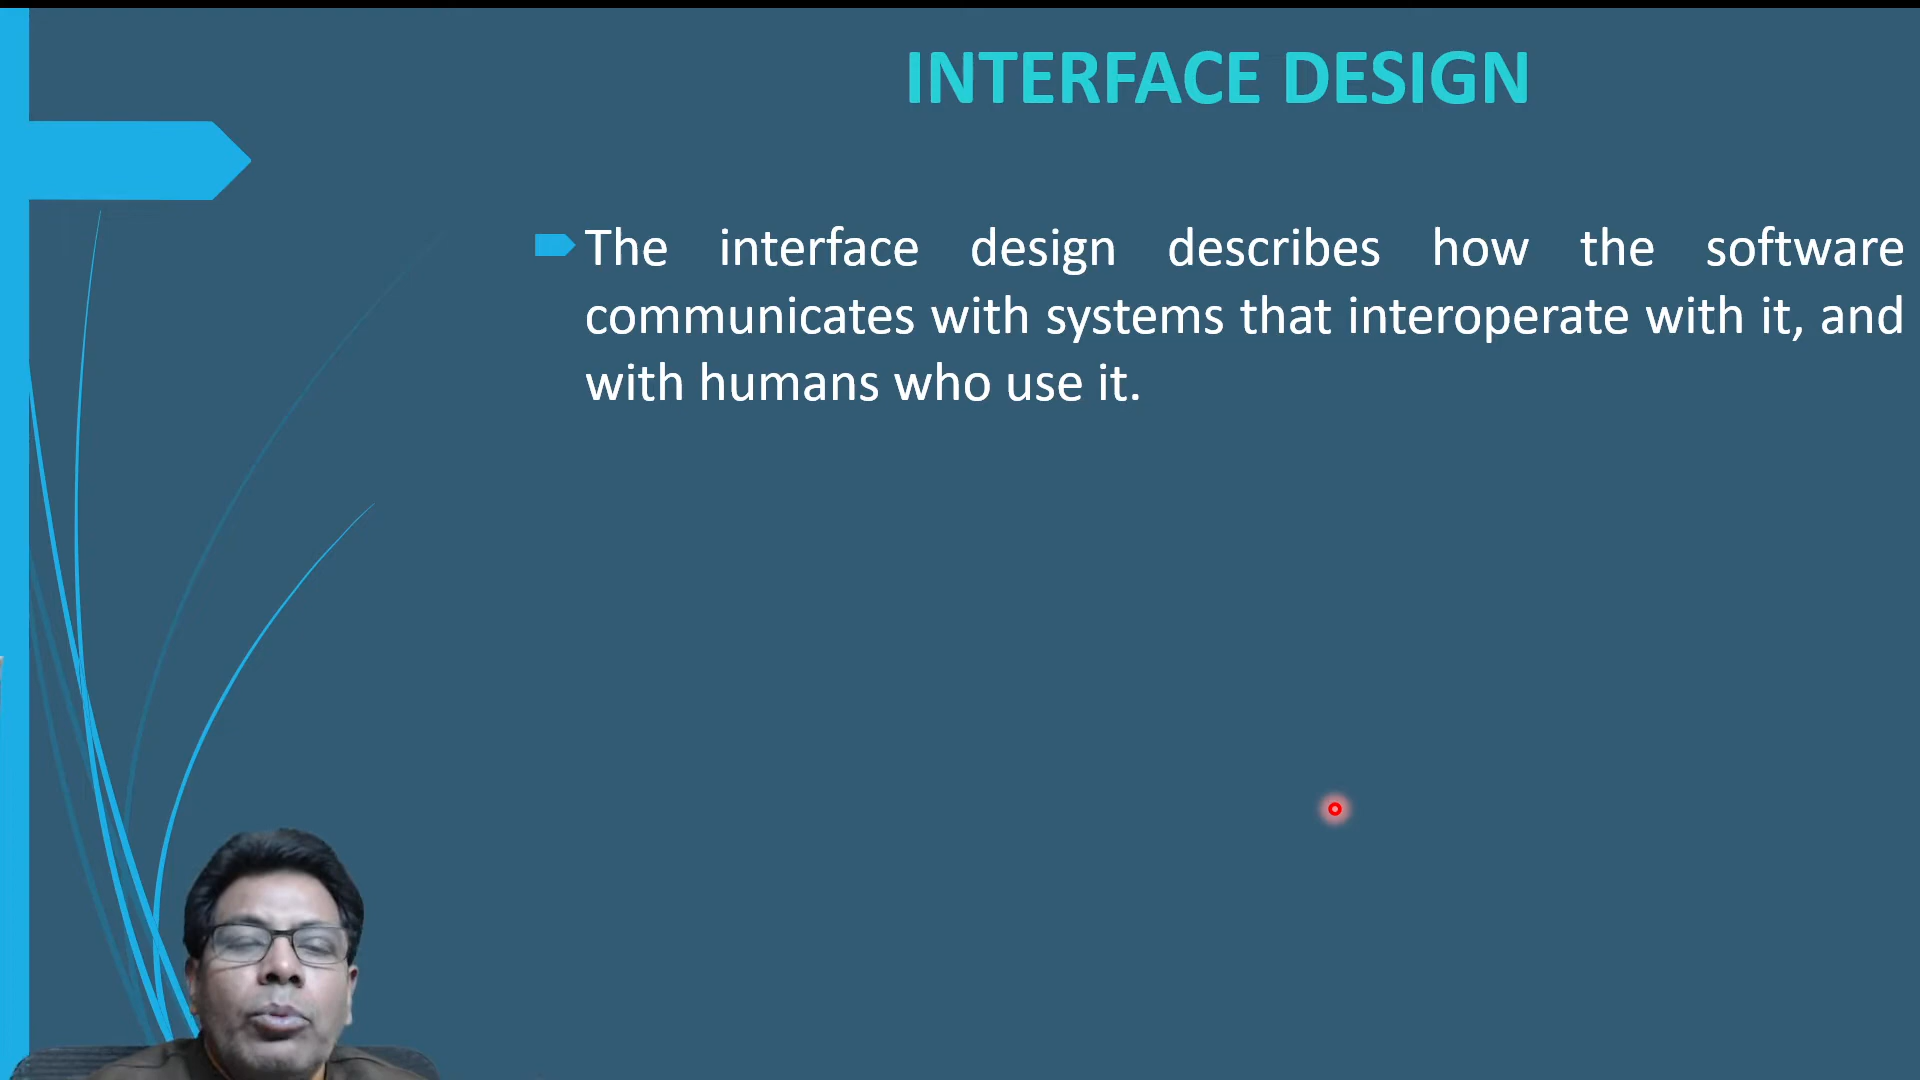 INTERFACE DESIGN
The interface design describes how the software
communicates with systems that interoperate with it, and
with humans who use it.